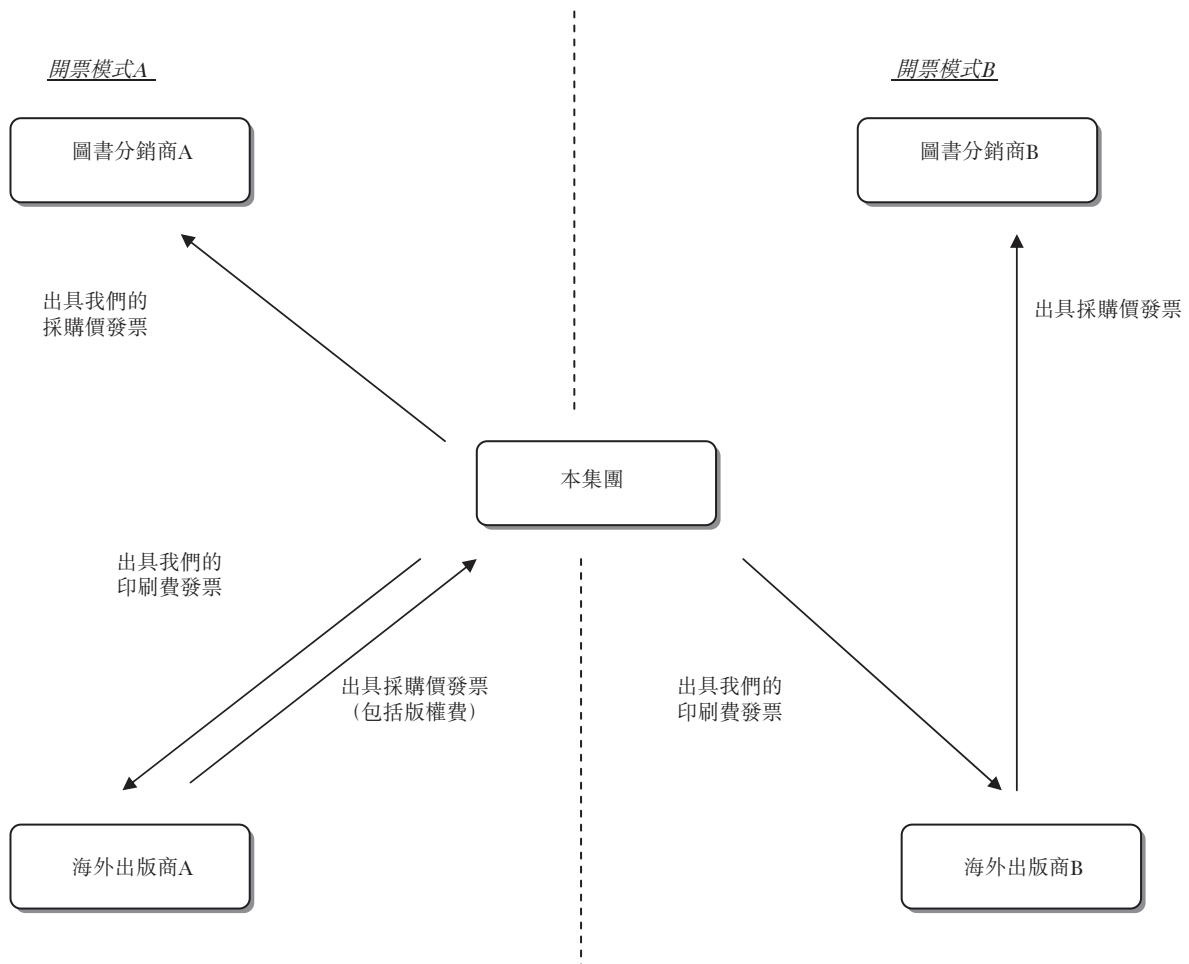 開票模式A
開票模式B
圖書分銷商A
圖書分銷商B
出具我們的
採購價發票
出具採購價發票
本集團
出具我們的
印刷費發票
出具採購價發票
（包括版權費）
出具我們的
印刷費發票
海外出版商A
海外出版商B